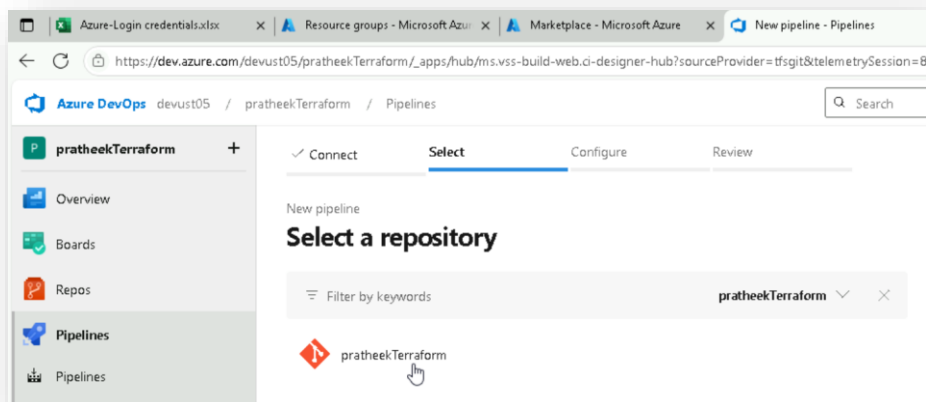 Azure-Login credentials.xlsx
Resource groups - Microsoft Azu
Marketplace - Microsoft Azure
New pipeline - Pipelines
https://dev.azure.com/devust05/pratheekTerraform/_apps/hub/ms.vss-build-web.ci-designer-hub?sourceProvider=tfsgit&telemetrySession=8
Azure DevOps devust05 / pratheekTerraform / Pipelines
Search
P pratheekTerraform +
Connect Select Configure Review
Overview
New pipeline
Select a repository
Boards
Repos
Filter by keywords pratheekTerraform
Pipelines
pratheekTerraform
Pipelines